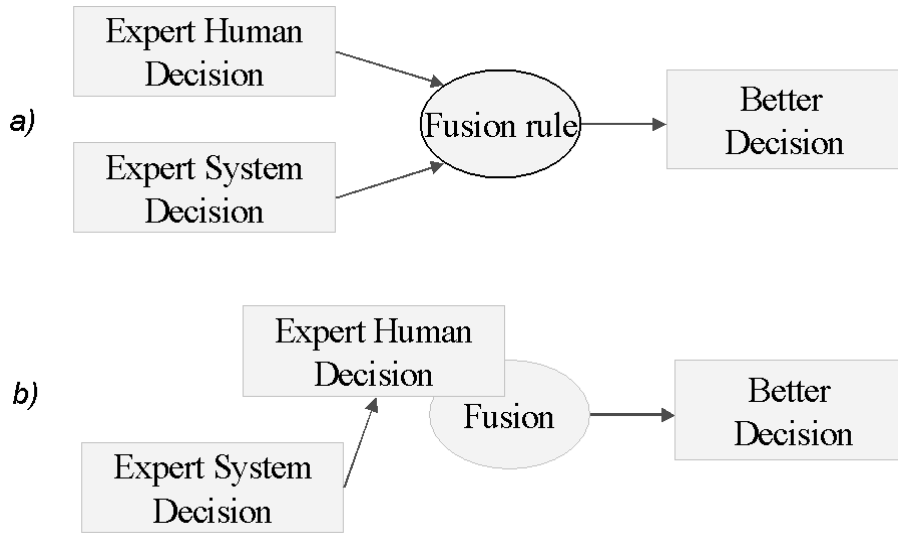 Expert Human
Decision
a)
Fusion rule
Better
Decision
Expert System
Decision
Expert Human
Decision
b)
Fusion
Better
Decision
Expert System
Decision